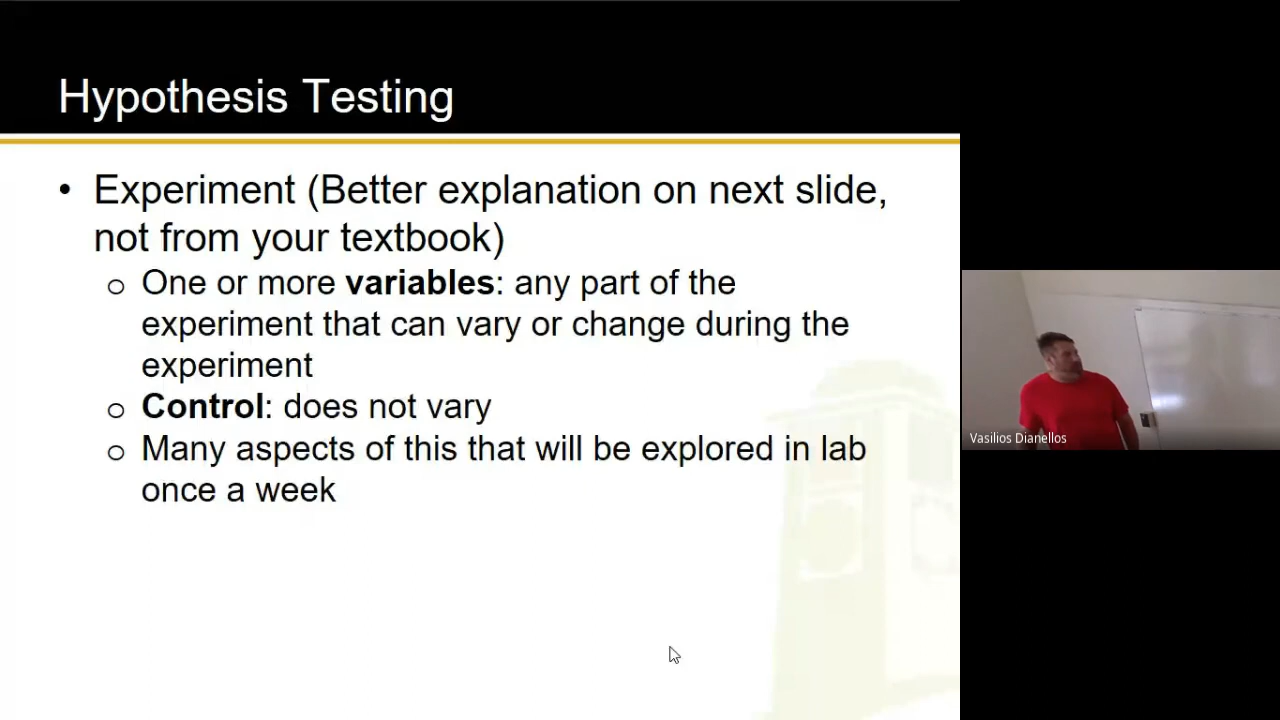 Hypothesis Testing
• Experiment (Better explanation on next slide,
not from your textbook)
o One or more variables: any part of the
experiment that can vary or change during the
experiment
o Control: does not vary
o Many aspects of this that will be explored in lab
once a week
Vasilios Dianellos